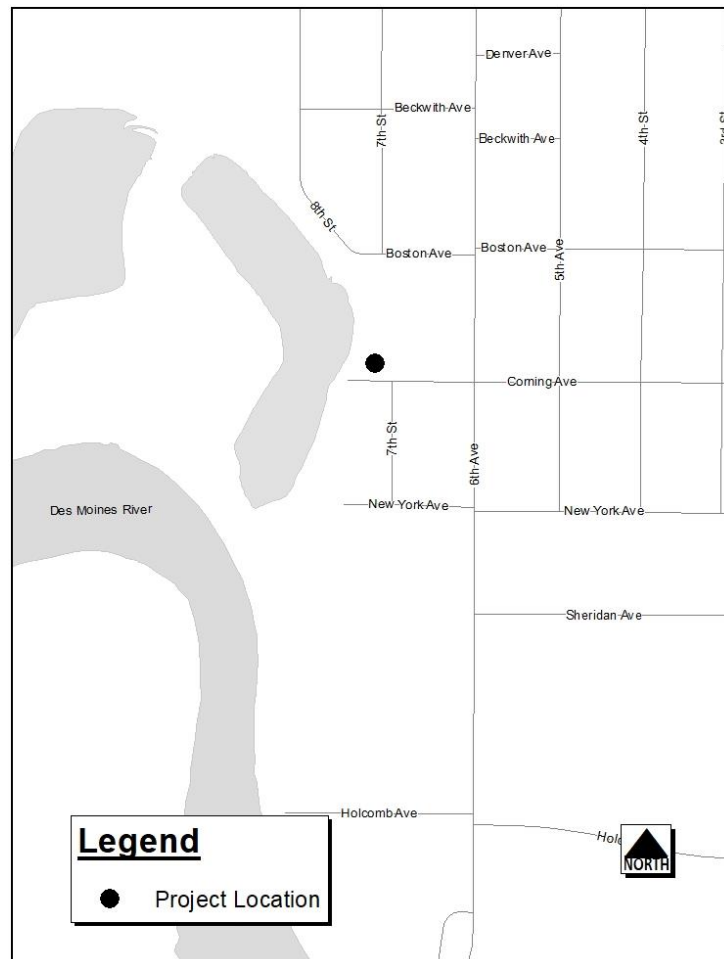 Denver Ave
Beckwith Ave
7th St
4th St
Beckwith Ave
8th St
Boston Ave
Boston Ave
5th Ave
Corning Ave
7th St
6th Ave
New York Ave
New York Ave
Des Moines River
Sheridan Ave
Holcomb Ave
NORTH
Legend
Project Location